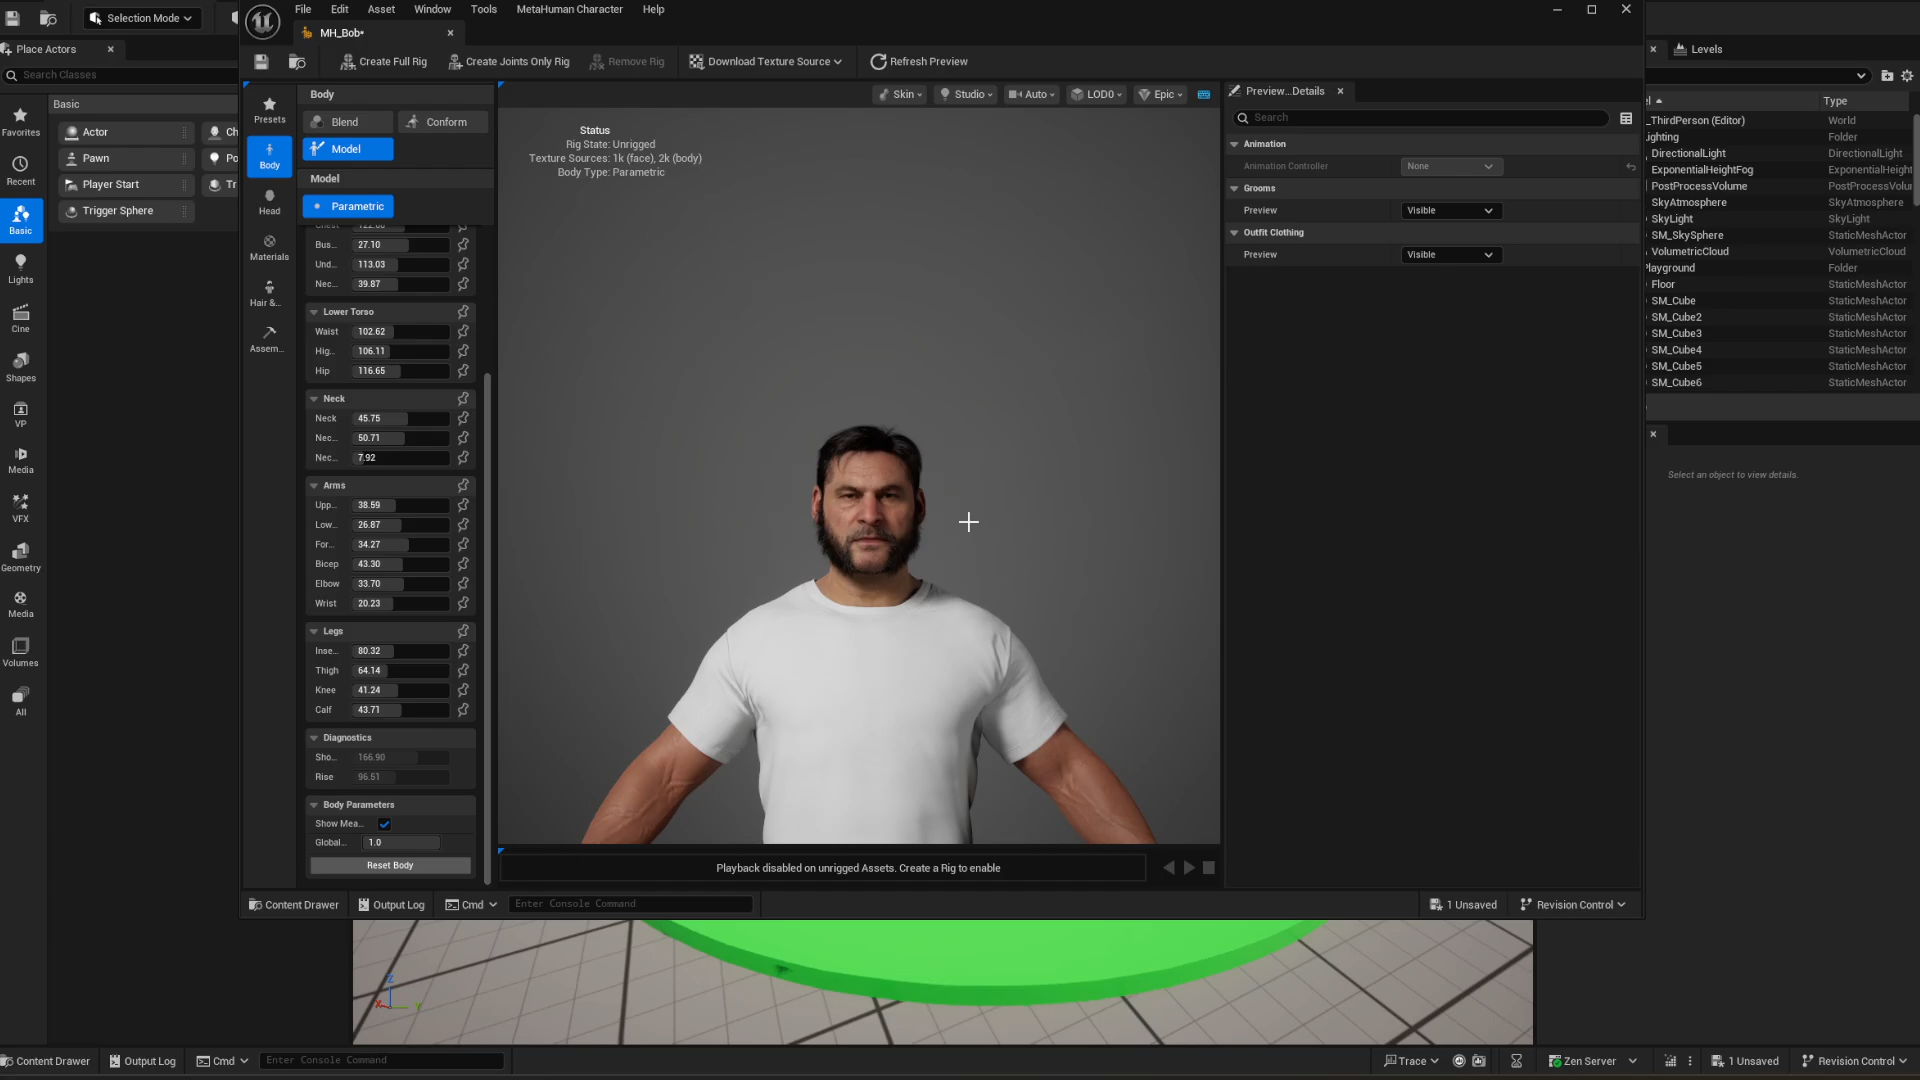 File Edit Asset Window Tools MetaHuman Character Help
Selection Mode
MH_Bob•
Place Actors
Levels
Create Full Rig Create Joints Only Rig Remove Rig Download Texture Source Refresh Preview
Search Classes
Basic
Actor
Pawn
Player Start
Trigger Sphere
Favorites
Recent
Basic
Lights
Cine
Shapes
VP
Media
VFX
Geometry
Media
Volumes
All
Presets
Body
Head
Materials
Hair &...
Assem...
Body
Blend Conform
Model
Model
Parametric
Bus... 27.10
Und... 113.03
Nec... 39.87
Lower Torso
Waist 102.62
Hig... 106.11
Hip 116.65
Neck
Neck 45.75
Nec... 50.71
Nec... 7.92
Arms
Upp... 38.59
Low... 26.87
For... 34.27
Bicep 43.30
Elbow 33.70
Wrist 20.23
Legs
Inse... 80.32
Thigh 64.14
Knee 41.24
Calf 43.71
Diagnostics
Sho... 166.90
Rise 96.51
Body Parameters
Show Mea...
Global... 1.0
Reset Body
Skin Studio Auto LOD0 Epic
Status
Rig State: Unrigged
Texture Sources: 1k (face), 2k (body)
Body Type: Parametric
Playback disabled on unrigged Assets. Create a Rig to enable
Preview...Details
Search
Animation
Animation Controller None
Grooms
Preview Visible
Outfit Clothing
Preview Visible
Type
_ThirdPerson (Editor) World
Lighting Folder
DirectionalLight DirectionalLight
ExponentialHeightFog ExponentialHeight
PostProcessVolume PostProcessVolu
SkyAtmosphere SkyAtmosphere
SkyLight SkyLight
SM_SkySphere StaticMeshActor
VolumetricCloud VolumetricCloud
Playground Folder
Floor StaticMeshActor
SM_Cube StaticMeshActor
SM_Cube2 StaticMeshActor
SM_Cube3 StaticMeshActor
SM_Cube4 StaticMeshActor
SM_Cube5 StaticMeshActor
SM_Cube6 StaticMeshActor
Select an object to view details.
Content Drawer Output Log Cmd Enter Console Command 1 Unsaved Revision Control
Z
X
Y
Content Drawer Output Log Cmd Enter Console Command Trace Zen Server 1 Unsaved Revision Control